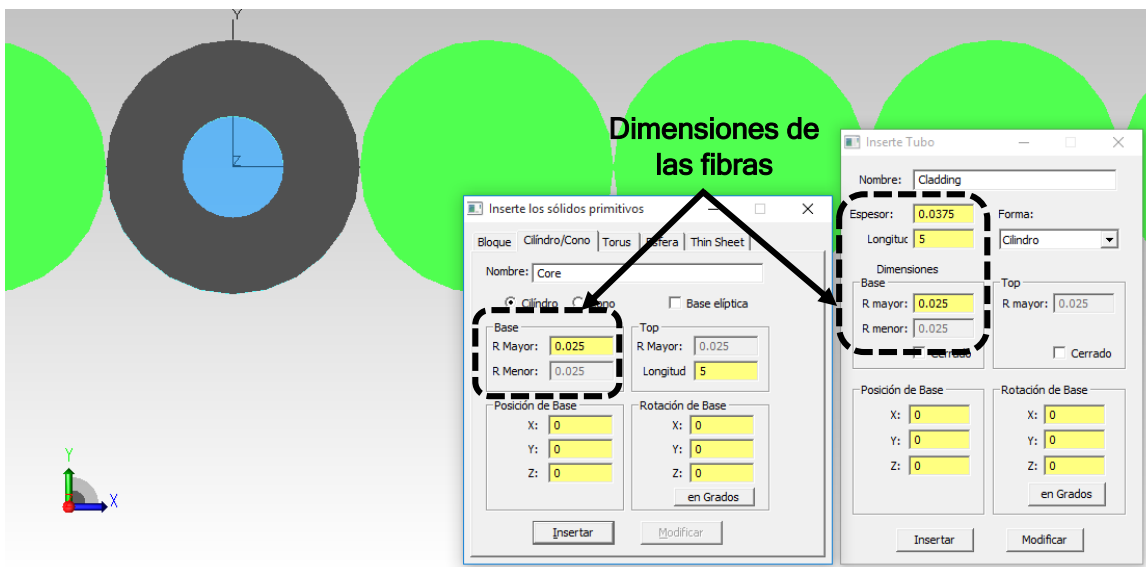 Y
Z
Dimensiones de
las fibras
Y
X
Inserte los sólidos primitivos
Bloque Cilindro/Cono Torus Esfera Thin Sheet
Nombre: Core
Cilíndro Cono Base elíptica
Base Top
R Mayor: 0.025 R Mayor: 0.025
R Menor: 0.025 Longitud 5
Posición de Base Rotación de Base
X: 0 X: 0
Y: 0 Y: 0
Z: 0 Z: 0
en Grados
Insertar Modificar
Inserte Tubo
Nombre: Cladding
Espesor: 0.0375 Forma:
Longituc 5 Cilindro
Dimensiones
Base Top
R mayor: 0.025 R mayor: 0.025
R menor: 0.025
Cerrado Cerrado
Posición de Base Rotación de Base
X: 0 X: 0
Y: 0 Y: 0
Z: 0 Z: 0
en Grados
Insertar Modificar